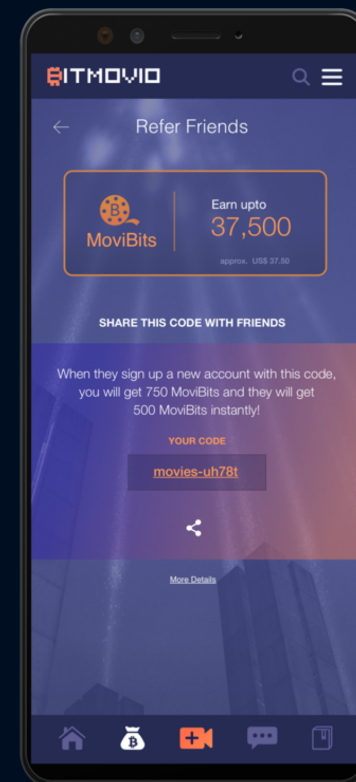 BITMOVIO
Refer Friends
MoviBits
Earn upto
37,500
approx. US$ 37.50
SHARE THIS CODE WITH FRIENDS
When they sign up a new account with this code,
you will get 750 MoviBits and they will get
500 MoviBits instantly!
YOUR CODE
movies-uh78t
More Details